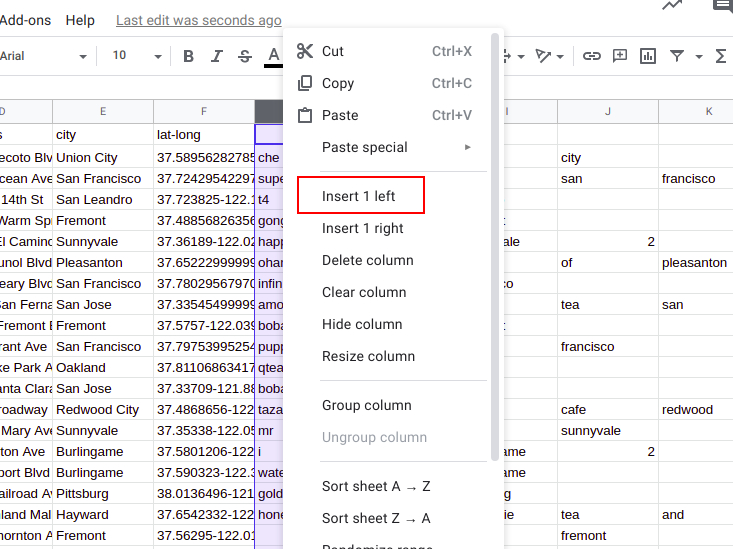 Add-ons Help Last edit was seconds ago
Arial 10 B I S A
Cut Ctrl+X
Copy Ctrl+C
Paste Ctrl+V
Paste special
Insert 1 left
Insert 1 right
Delete column
Clear column
Hide column
Resize column
Group column
Ungroup column
Sort sheet A → Z
Sort sheet Z → A
Randomize range
D E F I J K
s city lat-long
ecoto Blv Union City 37.58956282785 che city
cean Ave San Francisco 37.72429542297 supe san francisco
14th St San Leandro 37.723825-122.1 t4
Warm Sp Fremont 37.48856826356 gong t
El Camino Sunnyvale 37.36189-122.02 happ ale 2
unol Blvd Pleasanton 37.65222999999 ohan of pleasanton
eary Blvd San Francisco 37.78029567970 infin co
San Ferna San Jose 37.33545499999 amo tea san
Fremont B Fremont 37.5757-122.039 boba t
rant Ave San Francisco 37.79753995254 pupp francisco
ke Park A Oakland 37.81106863417 qtea
anta Clara San Jose 37.33709-121.88 boba
roadway Redwood City 37.4868656-122 taza cafe redwood
Mary Ave Sunnyvale 37.35338-122.05 mr sunnyvale
ton Ave Burlingame 37.5801206-122 i ame 2
port Blvd Burlingame 37.590323-122.3 wate ame
ailroad Av Pittsburg 38.0136496-121 gold g
nland Mall Hayward 37.6542332-122 hone ie tea and
hornton A Fremont 37.56295-122.01 fremont